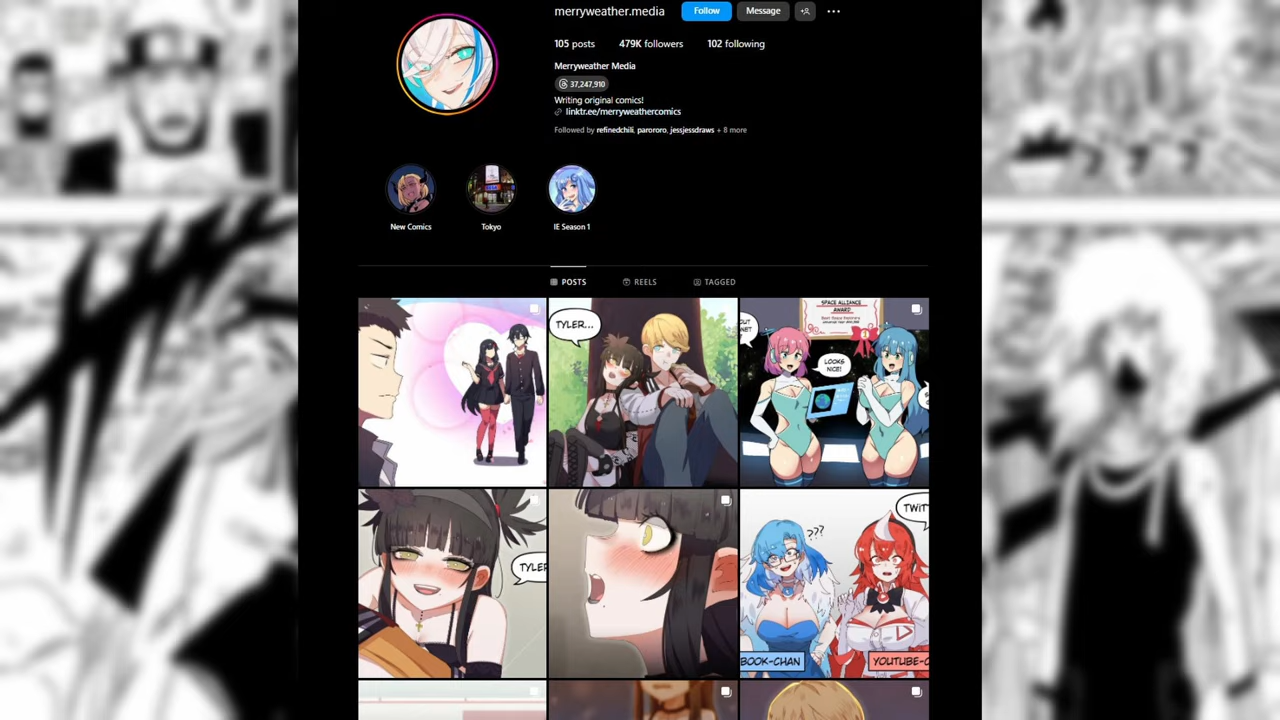 merryweather.media Follow Message
105 posts 479K followers 102 following
Merryweather Media
37,247,910
Writing original comics!
linktr.ee/merryweathercomics
Followed by refinedchili, parororo, jessjessdraws + 8 more
New Comics Tokyo IE Season 1
POSTS REELS TAGGED
TYLER...
SPACE ALLIANCE
AWARD
LOOKS
NICE!
TYLE
???
TWIT
BOOK-CHAN
YOUTUBE-C